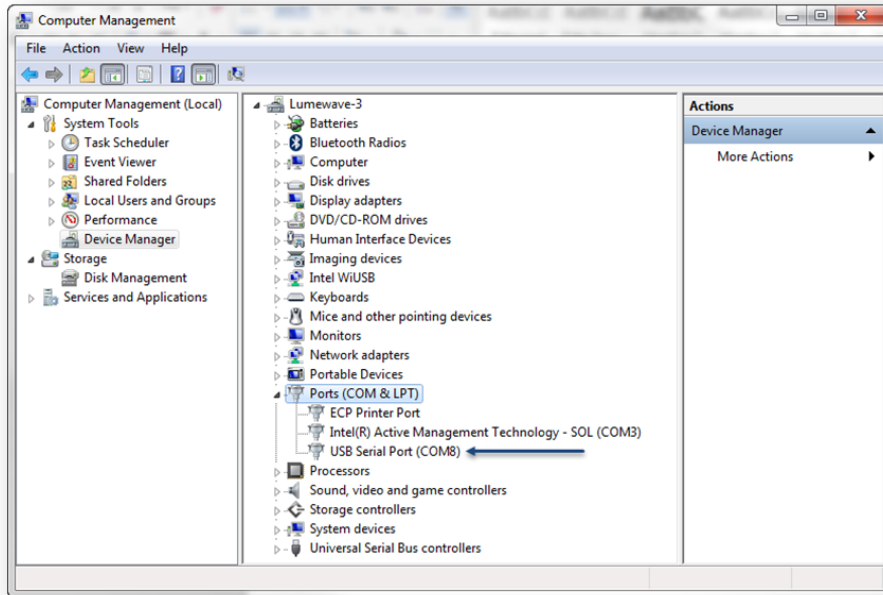 Computer Management
File Action View Help
Computer Management (Local)
System Tools
Task Scheduler
Event Viewer
Shared Folders
Local Users and Groups
Performance
Device Manager
Storage
Disk Management
Services and Applications
Lumewave-3
Batteries
Bluetooth Radios
Computer
Disk drives
Display adapters
DVD/CD-ROM drives
Human Interface Devices
Imaging devices
Intel WiUSB
Keyboards
Mice and other pointing devices
Monitors
Network adapters
Portable Devices
Ports (COM & LPT)
ECP Printer Port
Intel(R) Active Management Technology - SOL (COM3)
USB Serial Port (COM8)
Processors
Sound, video and game controllers
Storage controllers
System devices
Universal Serial Bus controllers
Actions
Device Manager
More Actions